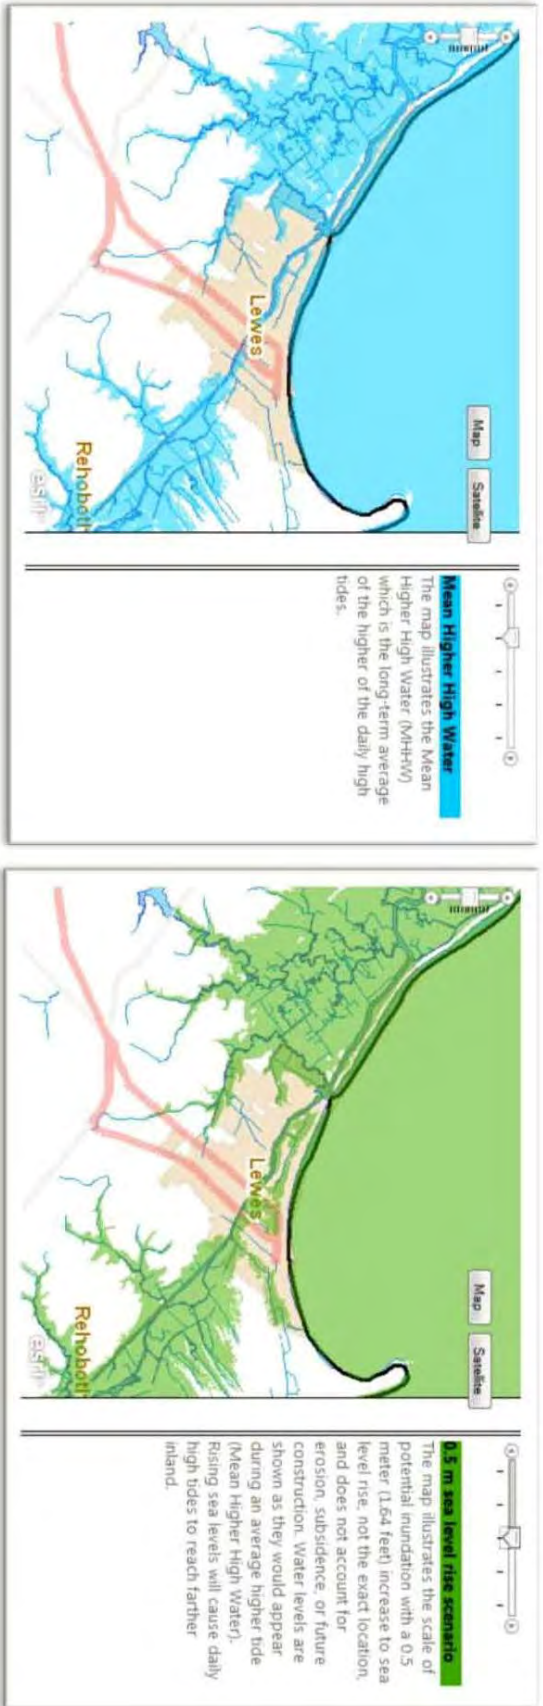 Map
Satellite
Lewes
Rehoboth
esri
Mean Higher High Water
The map illustrates the Mean
Higher High Water (MHHW)
which is the long-term average
of the higher of the daily high
tides.
Map
Satellite
Lewes
Rehoboth
esri
0.5 m sea level rise scenario
The map illustrates the scale of
potential inundation with a 0.5
meter (1.64 feet) increase to sea
level rise, not the exact location,
and does not account for
erosion, subsidence, or future
construction. Water levels are
shown as they would appear
during an average higher tide
(Mean Higher High Water).
Rising sea levels will cause daily
high tides to reach farther
inland.